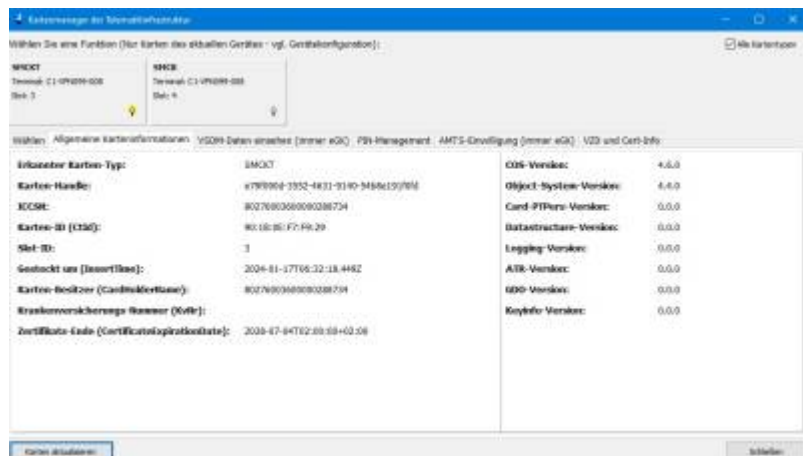 Kartenmanager der Telematikinfrastruktur
Wählen Sie eine Funktion (Nur Karten des aktuellen Gerätes - vgl. Gerätekonfiguration):
Alle Kartentypen
SMCKT
SMCB
Slot: 3
Slot: 4
Wählen
Allgemeine Karteninformationen
VSDM-Daten einsehen (immer eGK)
PIN-Management
AMTS-Einwilligung (immer eGK)
VZD und Cert-Info
Erkannter Karten-Typ: SMCKT
Karten-Handle:
ICCSN:
Karten-ID (CtId):
Slot-ID: 3
Gesteckt um (InsertTime):
Karten-Besitzer (CardHolderName):
Krankenversicherungs-Nummer (KvNr):
Zertifikats-Ende (CertificateExpirationDate):
COS-Version: 4.6.0
Object-System-Version: 4.4.0
Card-PTPers-Version: 0.0.0
Datastructure-Version: 0.0.0
Logging-Version: 0.0.0
ATR-Version: 0.0.0
GDO-Version: 0.0.0
KeyInfo-Version: 0.0.0
Karten aktualisieren
Schließen